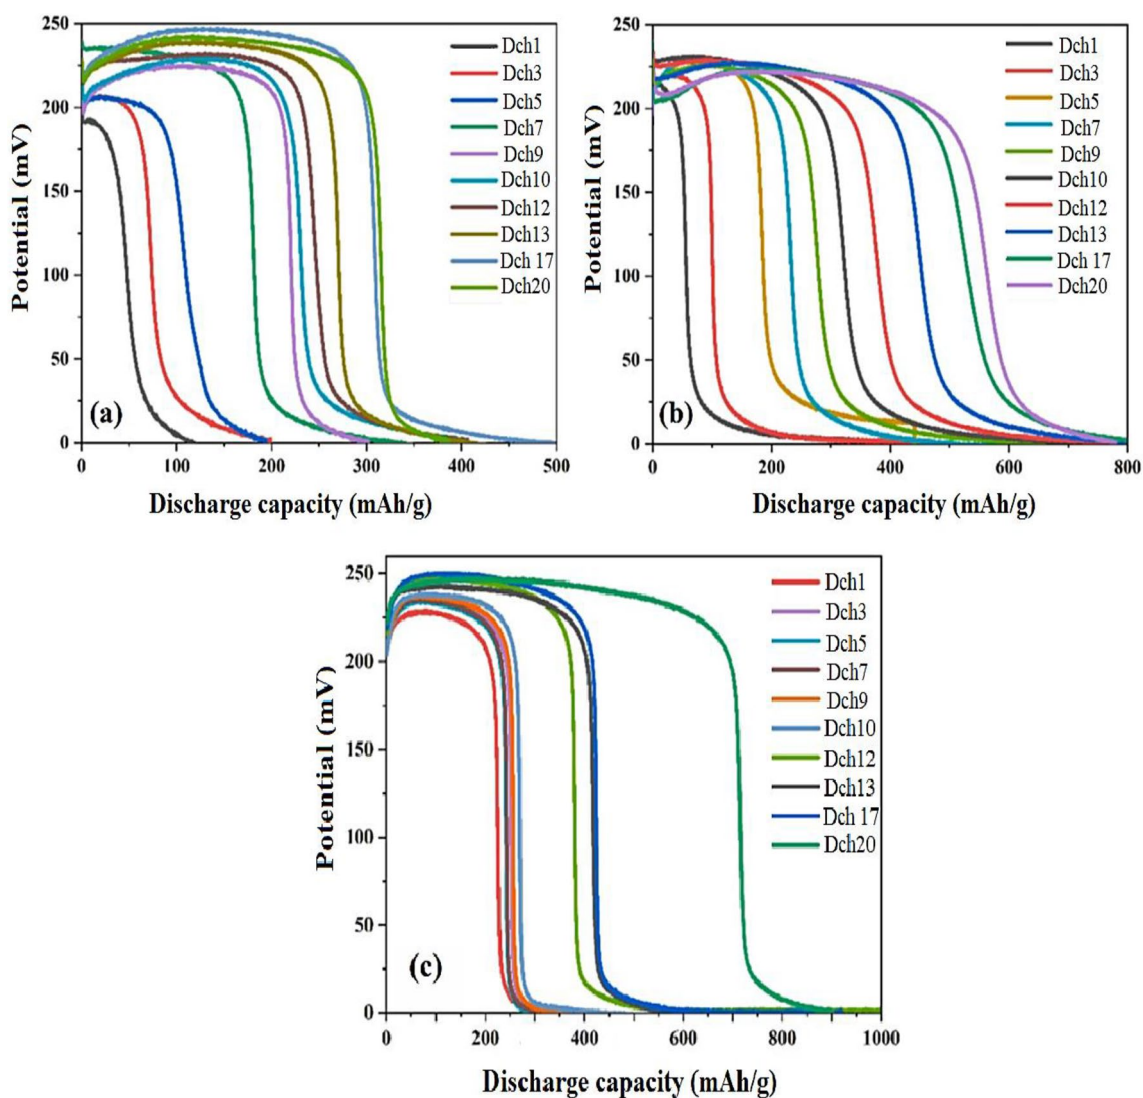 250
200
150
100
50
0
Potential (mV)
Dch1
Dch3
Dch5
Dch7
Dch9
Dch10
Dch12
Dch13
Dch 17
Dch20
(a)
0 100 200 300 400 500
Discharge capacity (mAh/g)
250
200
150
100
50
0
Potential (mV)
Dch1
Dch3
Dch5
Dch7
Dch9
Dch10
Dch12
Dch13
Dch 17
Dch20
(b)
0 200 400 600 800
Discharge capacity (mAh/g)
250
200
150
100
50
0
Potential (mV)
Dch1
Dch3
Dch5
Dch7
Dch9
Dch10
Dch12
Dch13
Dch 17
Dch20
(c)
0 200 400 600 800 1000
Discharge capacity (mAh/g)